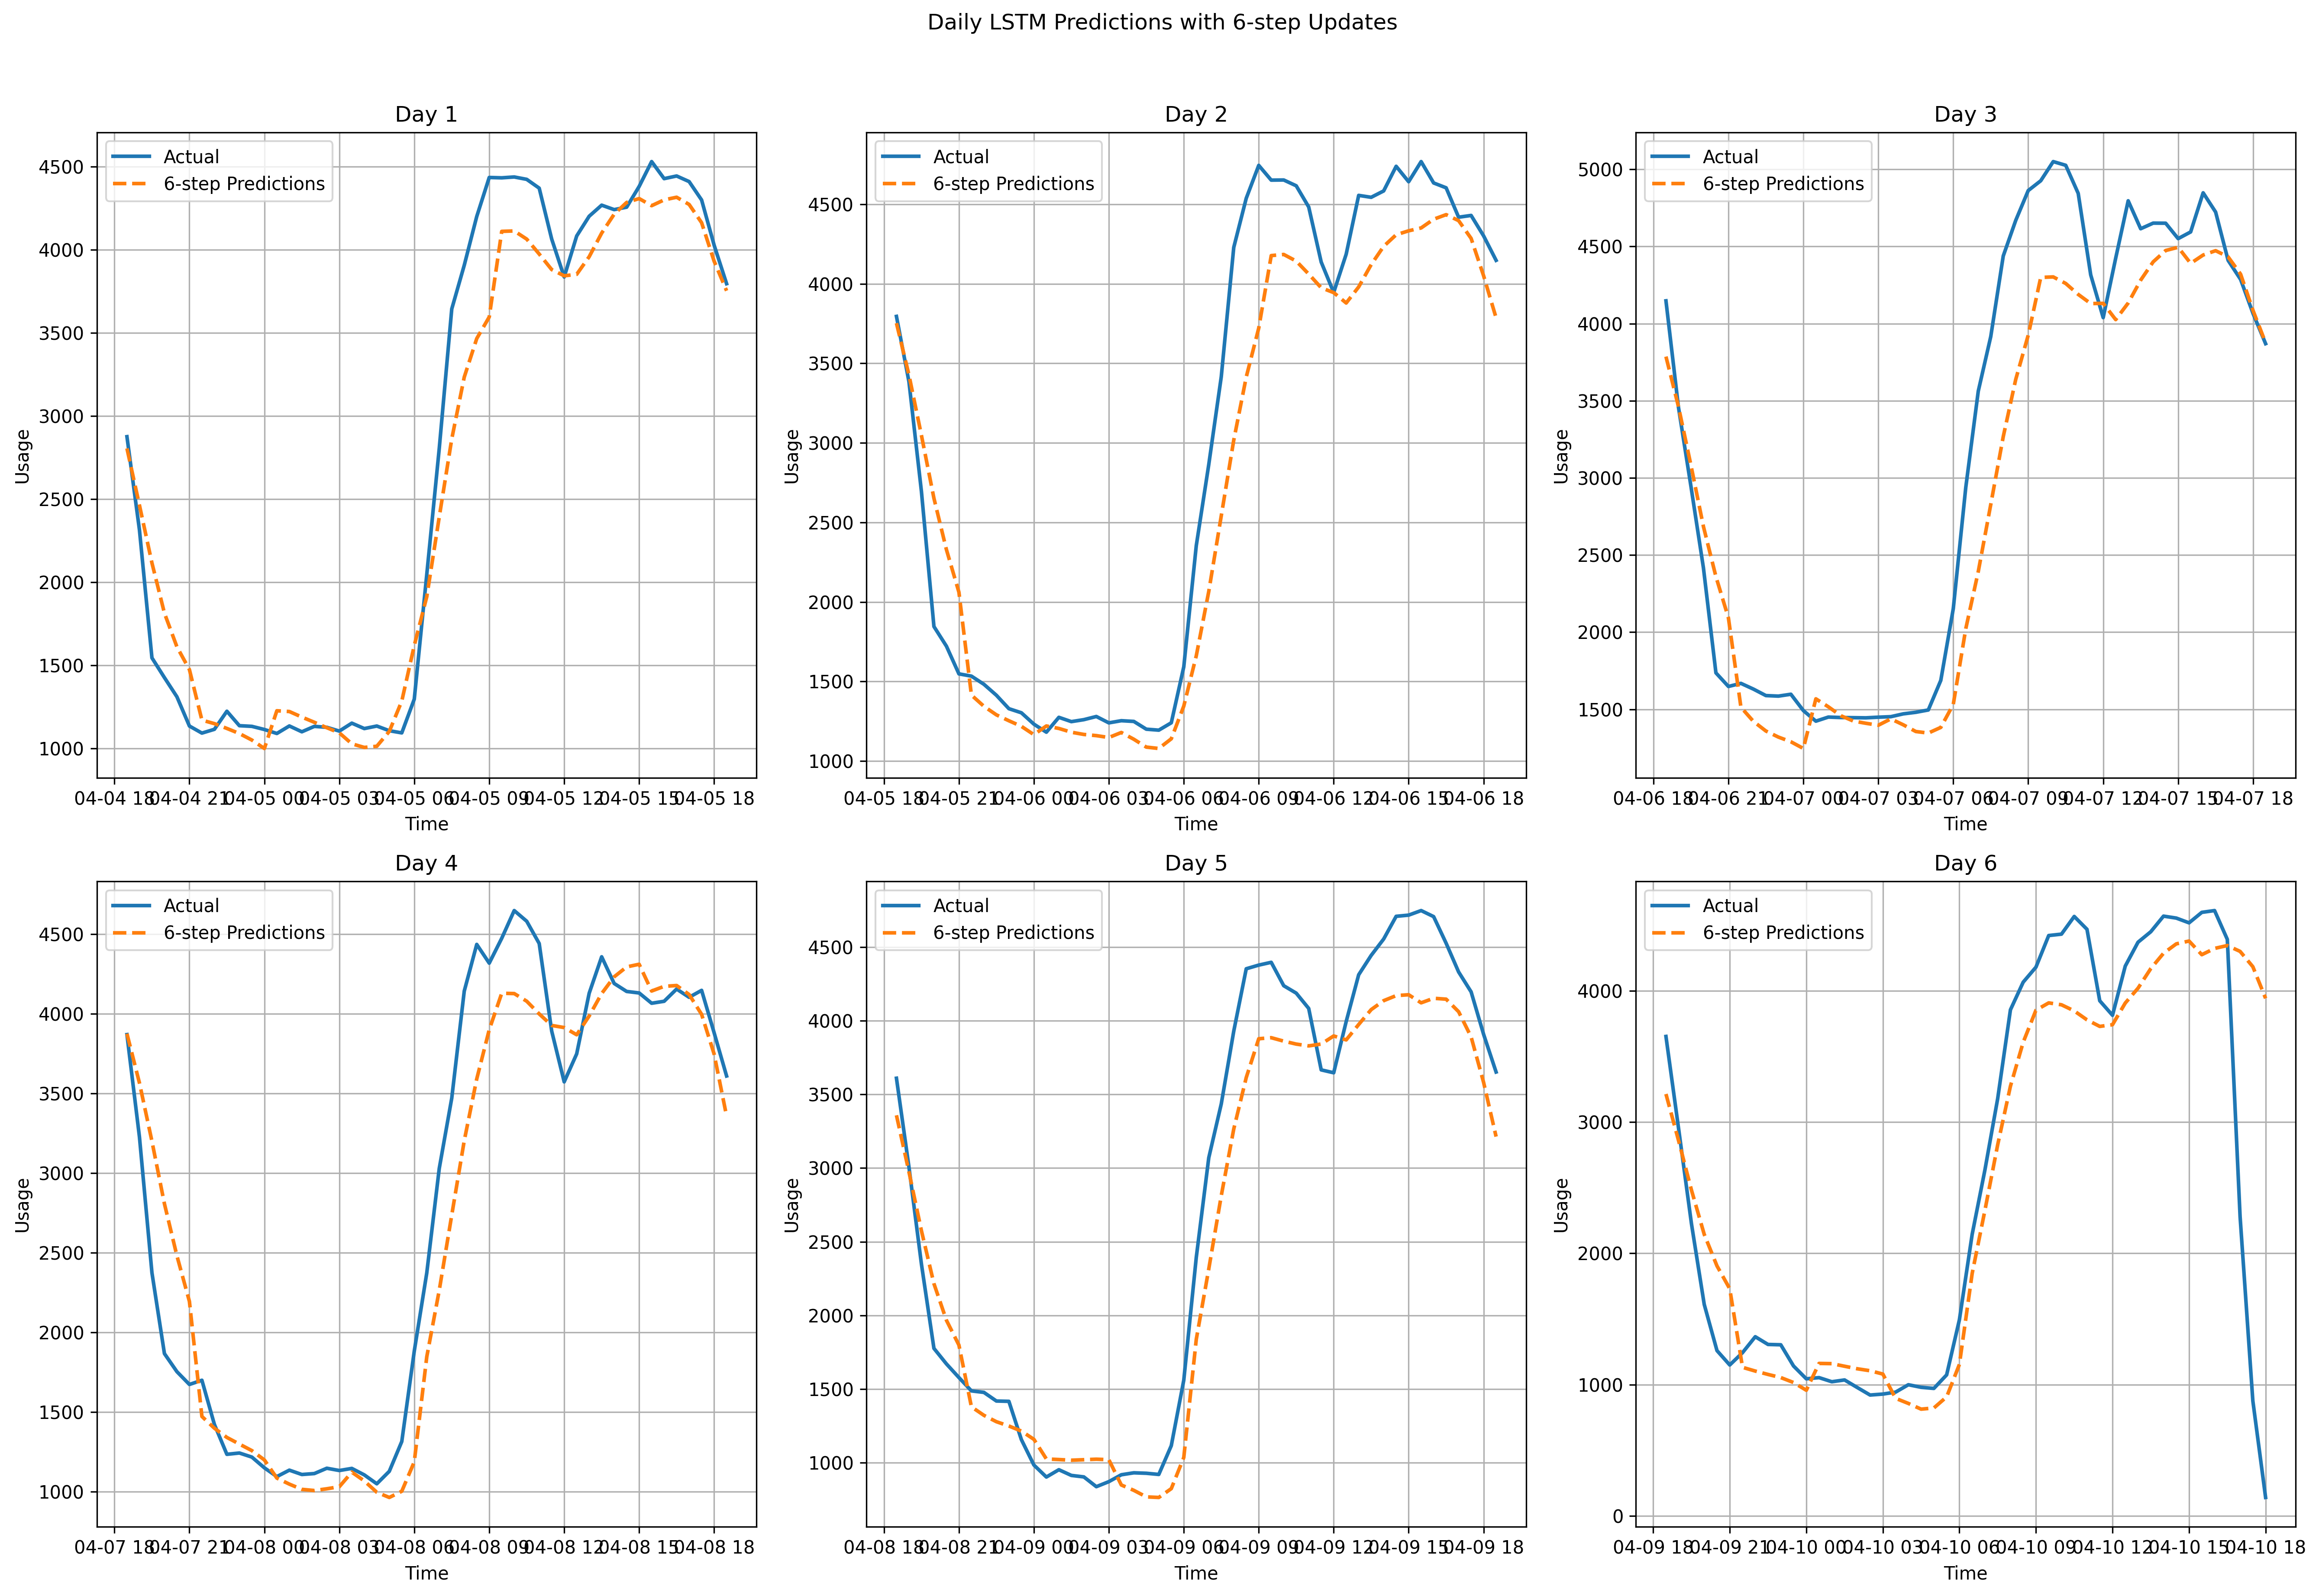 Daily LSTM Predictions with 6-step Updates
Day 1
Actual
6-step Predictions
4500
4000
3500
3000
2500
2000
1500
1000
Usage
04-04 18 04-04 21 04-05 00 04-05 03 04-05 06 04-05 09 04-05 12 04-05 15 04-05 18
Time
Day 2
Actual
6-step Predictions
4500
4000
3500
3000
2500
2000
1500
1000
Usage
04-05 18 04-05 21 04-06 00 04-06 03 04-06 06 04-06 09 04-06 12 04-06 15 04-06 18
Time
Day 3
Actual
6-step Predictions
5000
4500
4000
3500
3000
2500
2000
1500
Usage
04-06 18 04-06 21 04-07 00 04-07 03 04-07 06 04-07 09 04-07 12 04-07 15 04-07 18
Time
Day 4
Actual
6-step Predictions
4500
4000
3500
3000
2500
2000
1500
1000
Usage
04-07 18 04-07 21 04-08 00 04-08 03 04-08 06 04-08 09 04-08 12 04-08 15 04-08 18
Time
Day 5
Actual
6-step Predictions
4500
4000
3500
3000
2500
2000
1500
1000
Usage
04-08 18 04-08 21 04-09 00 04-09 03 04-09 06 04-09 09 04-09 12 04-09 15 04-09 18
Time
Day 6
Actual
6-step Predictions
4000
3000
2000
1000
0
Usage
04-09 18 04-09 21 04-10 00 04-10 03 04-10 06 04-10 09 04-10 12 04-10 15 04-10 18
Time